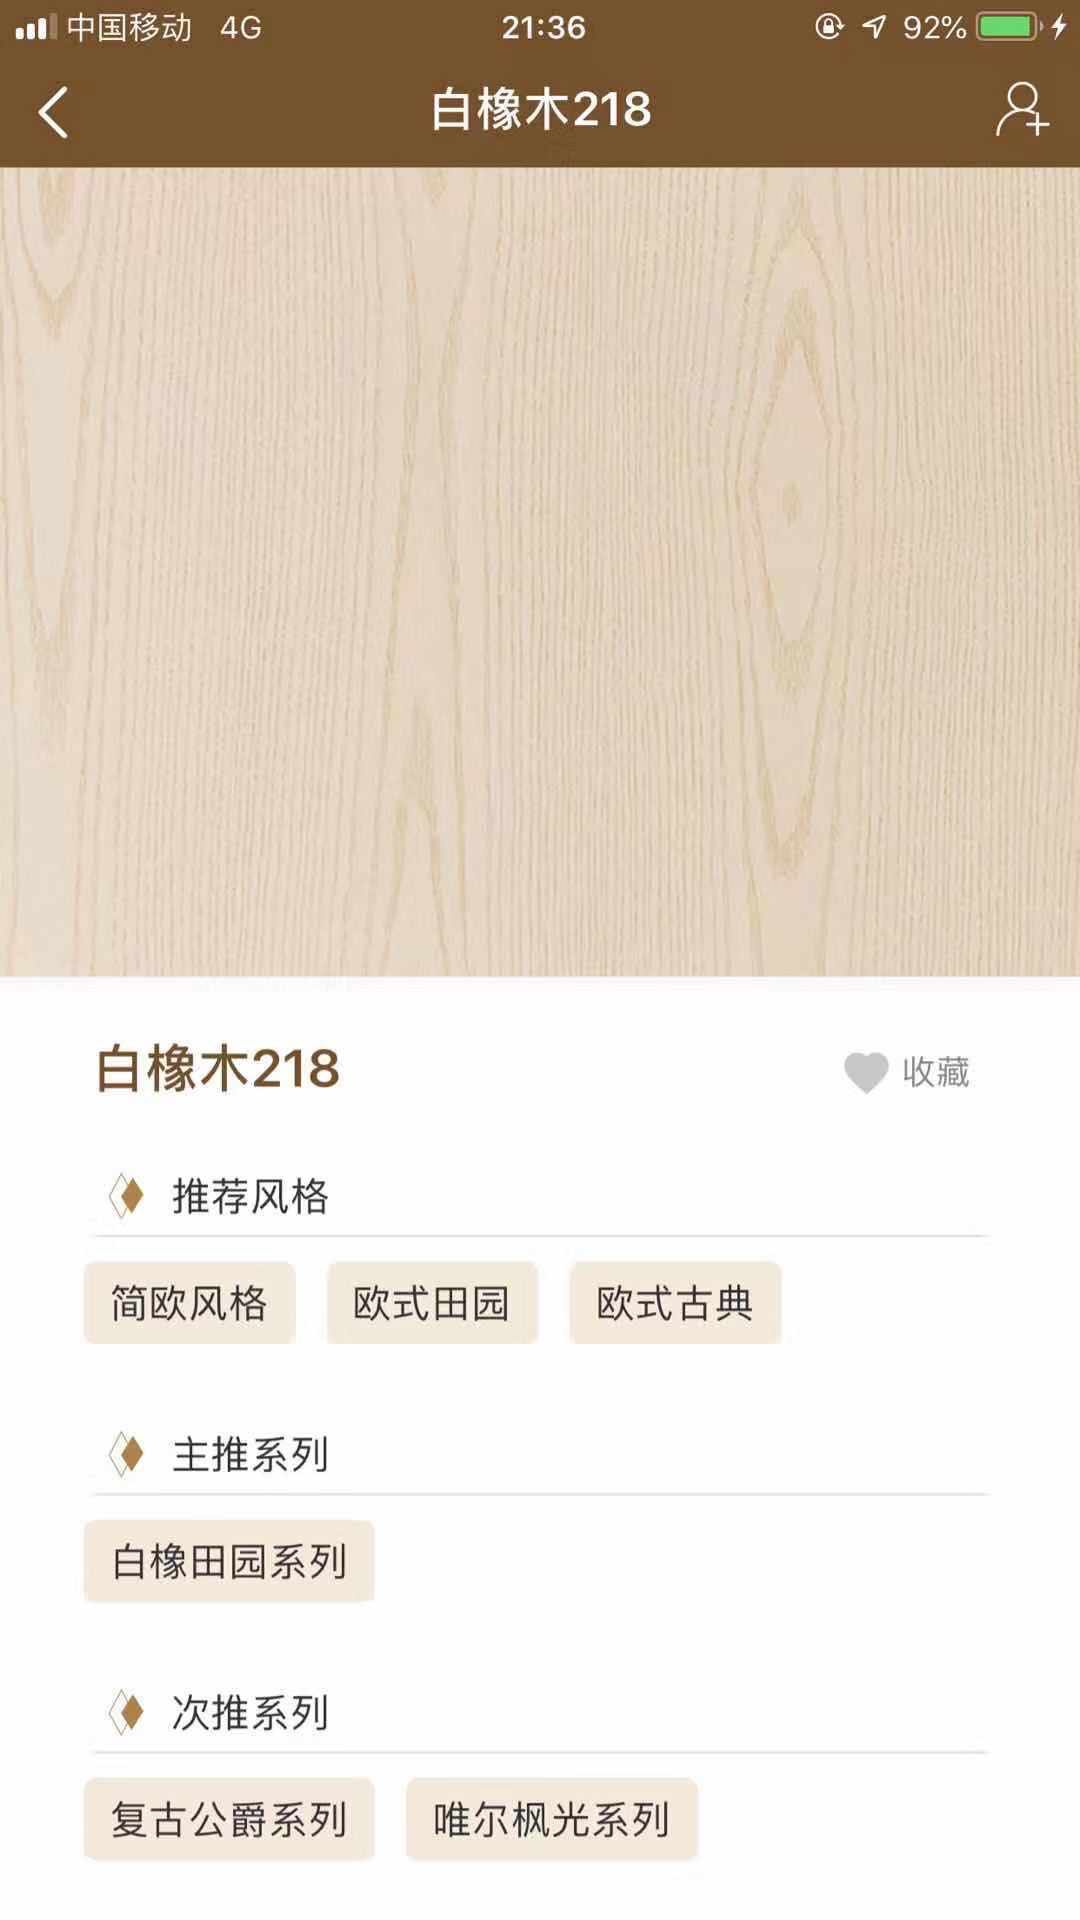 中国移动 4G 21:36 92%
白橡木218
白橡木218 收藏
推荐风格
简欧风格 欧式田园 欧式古典
主推系列
白橡田园系列
次推系列
复古公爵系列 唯尔枫光系列